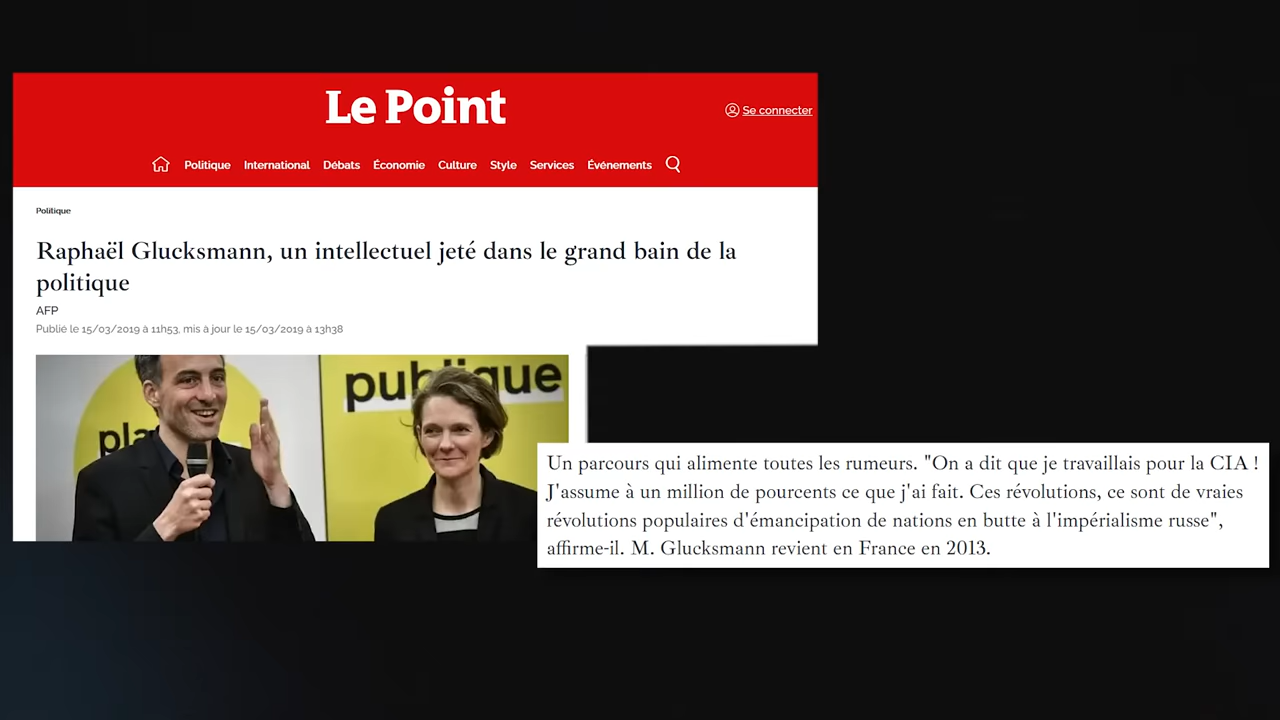 Le Point
Se connecter
Politique International Débats Économie Culture Style Services Événements
Politique
Raphaël Glucksmann, un intellectuel jeté dans le grand bain de la
politique
AFP
Publié le 15/03/2019 à 11h53, mis à jour le 15/03/2019 à 13h38
publique
pla
Un parcours qui alimente toutes les rumeurs. "On a dit que je travaillais pour la CIA !
J'assume à un million de pourcents ce que j'ai fait. Ces révolutions, ce sont de vraies
révolutions populaires d'émancipation de nations en butte à l'impérialisme russe",
affirme-il. M. Glucksmann revient en France en 2013.